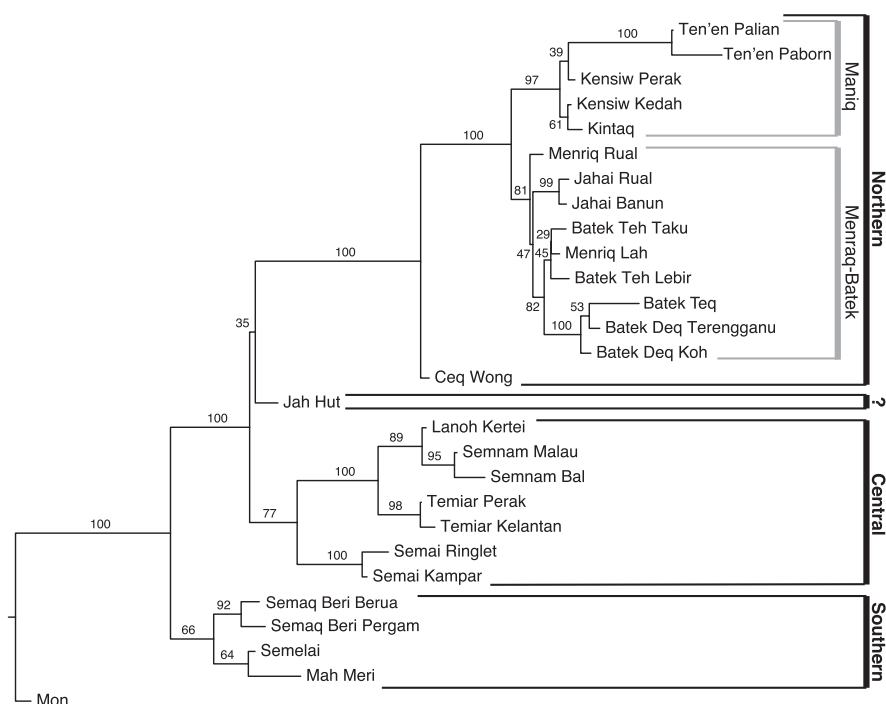 100
Ten'en Palian
39
Ten'en Paborn
97
Kensiw Perak
Kensiw Kedah
61
Kintaq
Maniq
100
Menriq Rual
81
99
Jahai Rual
Jahai Banun
29
Batek Teh Taku
47
45
Menriq Lah
Batek Teh Lebir
82
53
Batek Teq
100
Batek Deq Terengganu
Batek Deq Koh
Menraq-Batek
100
Ceq Wong
Northern
35
Jah Hut
?
100
Lanoh Kertei
89
95
Semnam Malau
100
Semnam Bal
98
Temiar Perak
Temiar Kelantan
77
100
Semai Ringlet
Semai Kampar
Central
100
92
Semaq Beri Berua
66
Semaq Beri Pergam
64
Semelai
Mah Meri
Southern
Mon